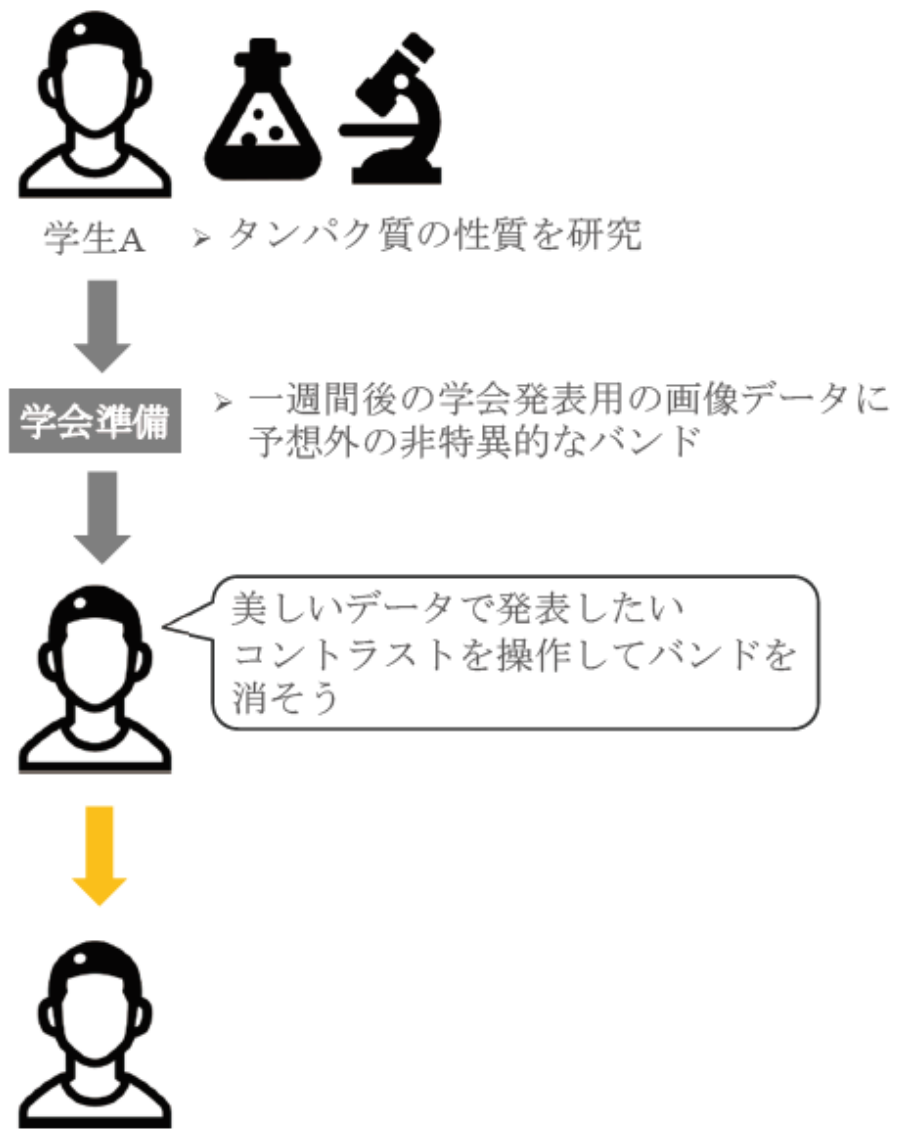 学生A
➢ タンパク質の性質を研究
学会準備
➢ 一週間後の学会発表用の画像データに
予想外の非特異的なバンド
美しいデータで発表したい
コントラストを操作してバンドを
消そう